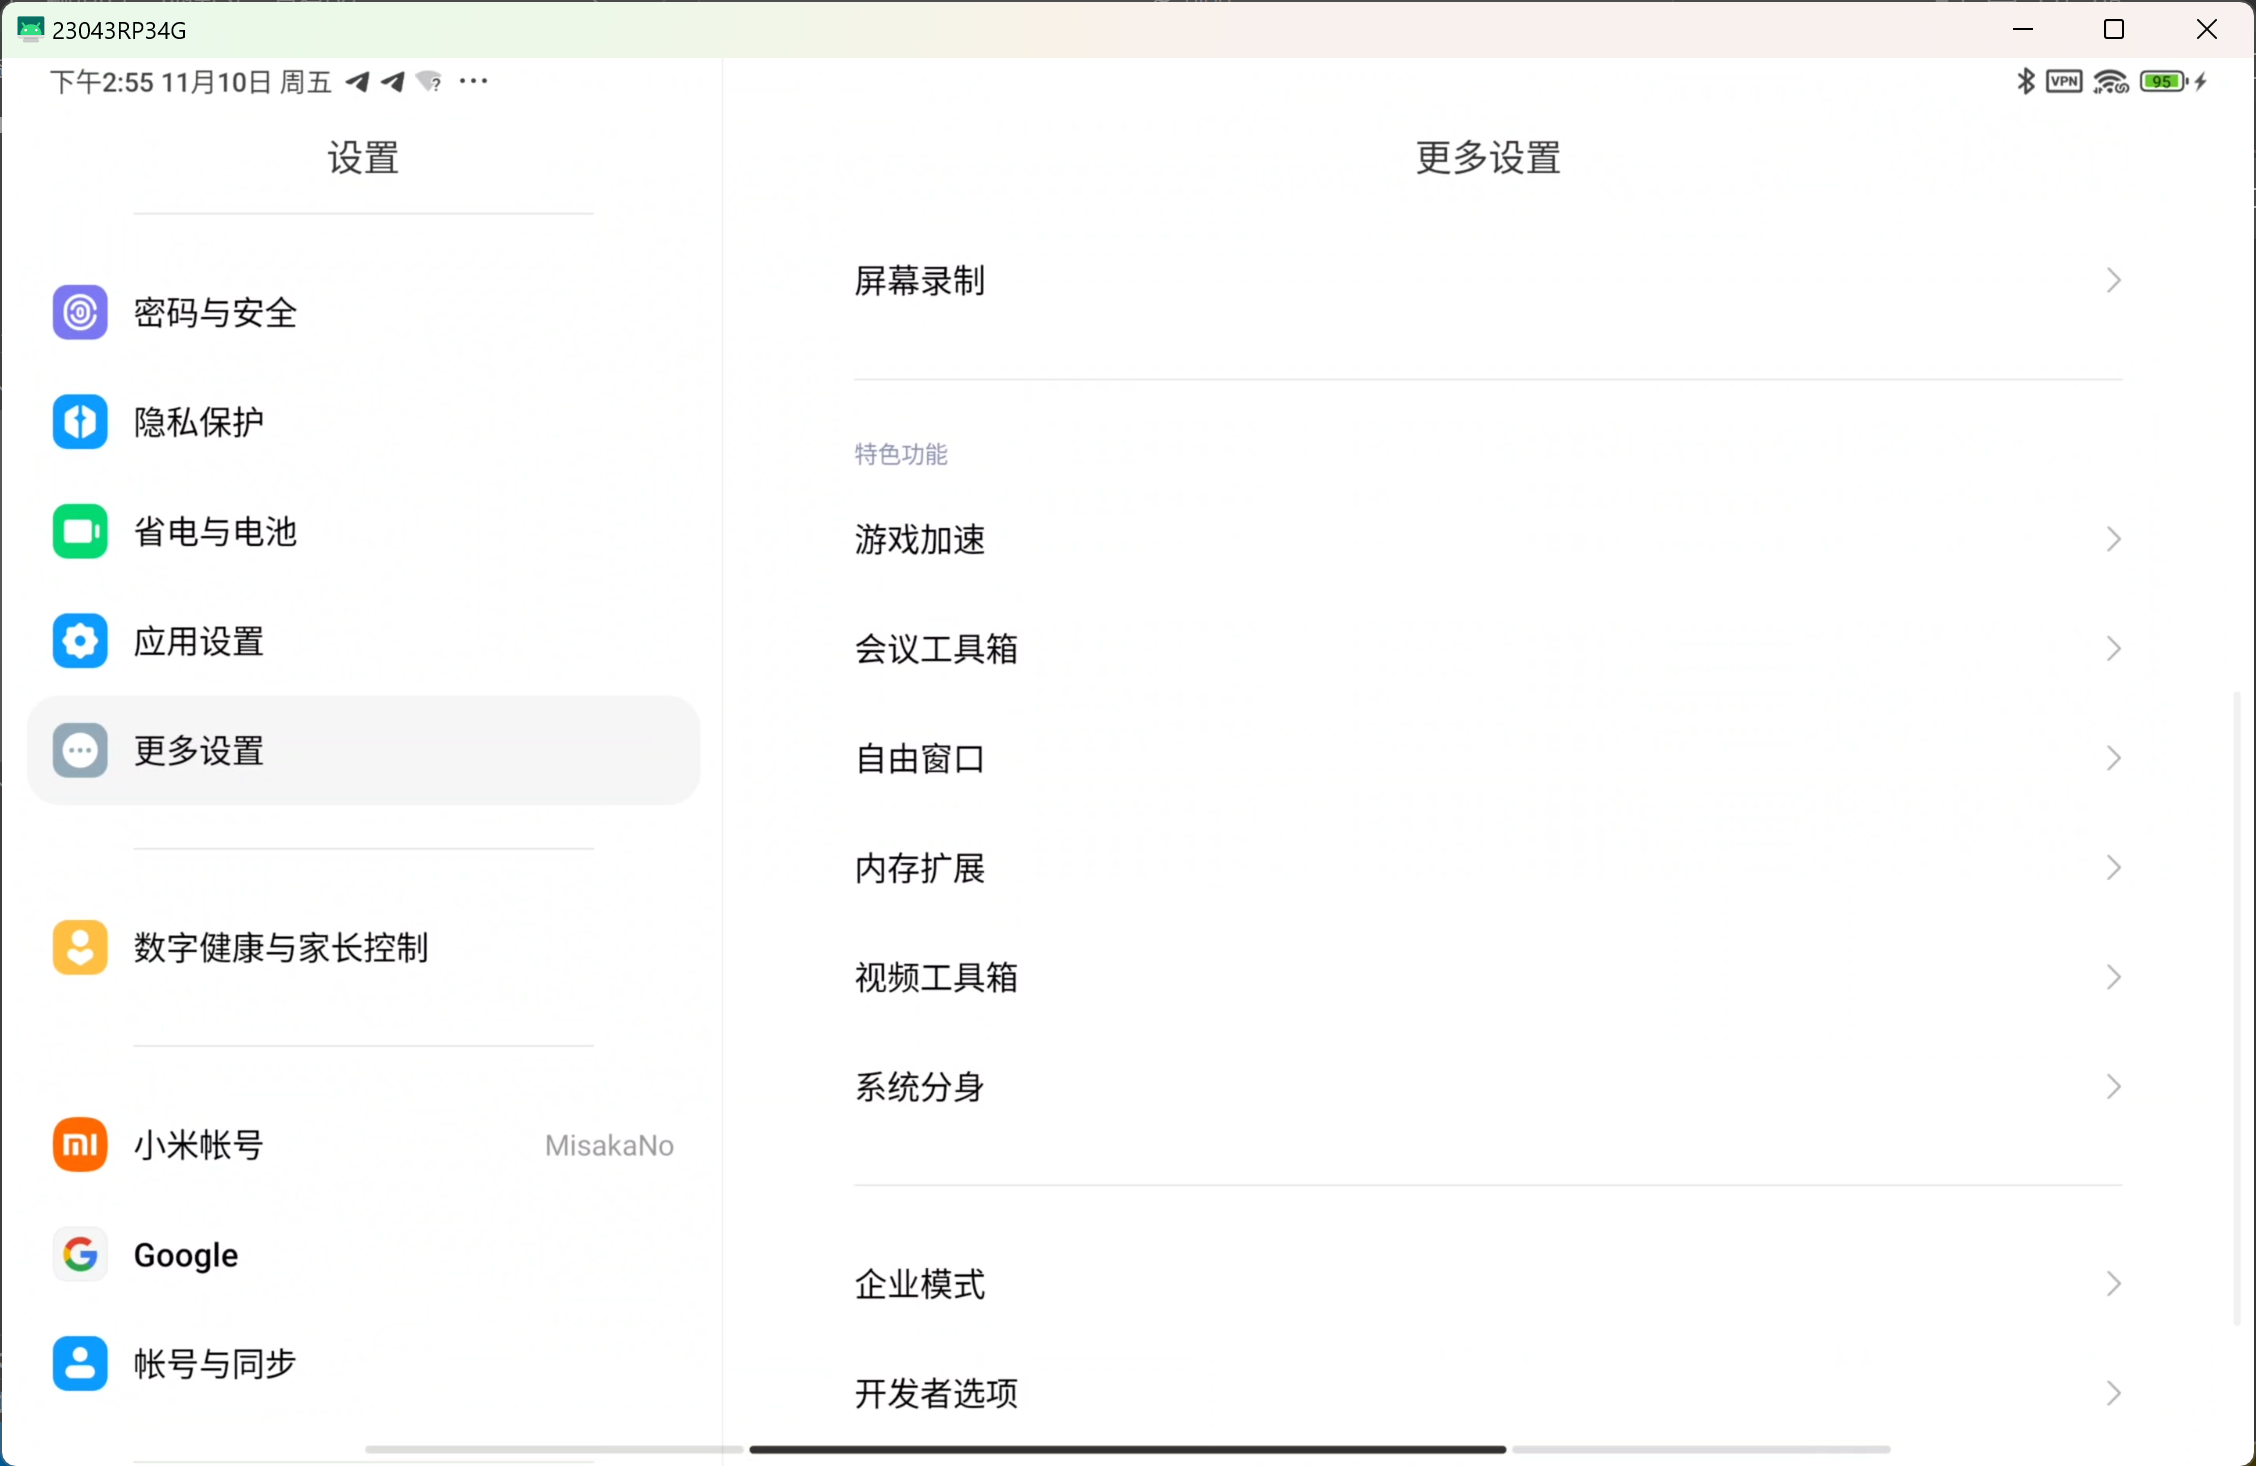 23043RP34G
下午2:55 11月10日 周五
VPN
95
设置
密码与安全
隐私保护
省电与电池
应用设置
更多设置
数字健康与家长控制
小米帐号
MisakaNo
Google
帐号与同步
更多设置
屏幕录制
特色功能
游戏加速
会议工具箱
自由窗口
内存扩展
视频工具箱
系统分身
企业模式
开发者选项